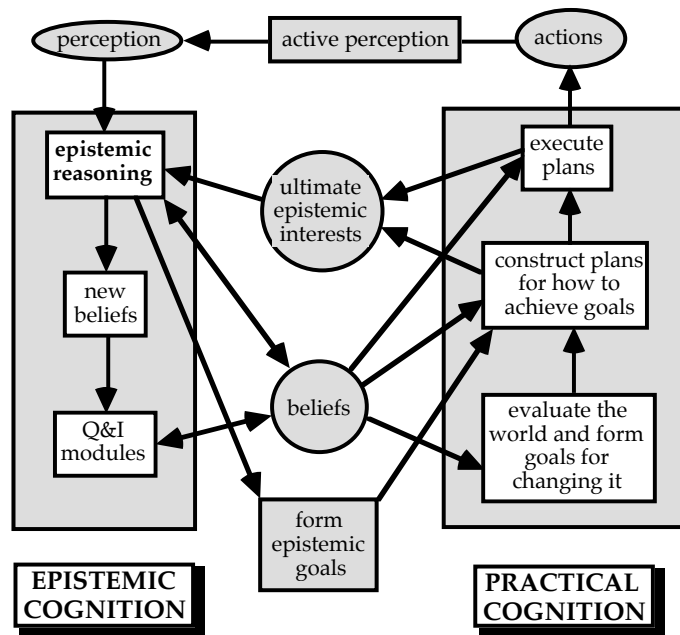 perception
active perception
actions
epistemic
reasoning
ultimate
epistemic
interests
execute
plans
new
beliefs
construct plans
for how to
achieve goals
Q&I
modules
beliefs
evaluate the
world and form
goals for
changing it
form
epistemic
goals
EPISTEMIC
COGNITION
PRACTICAL
COGNITION